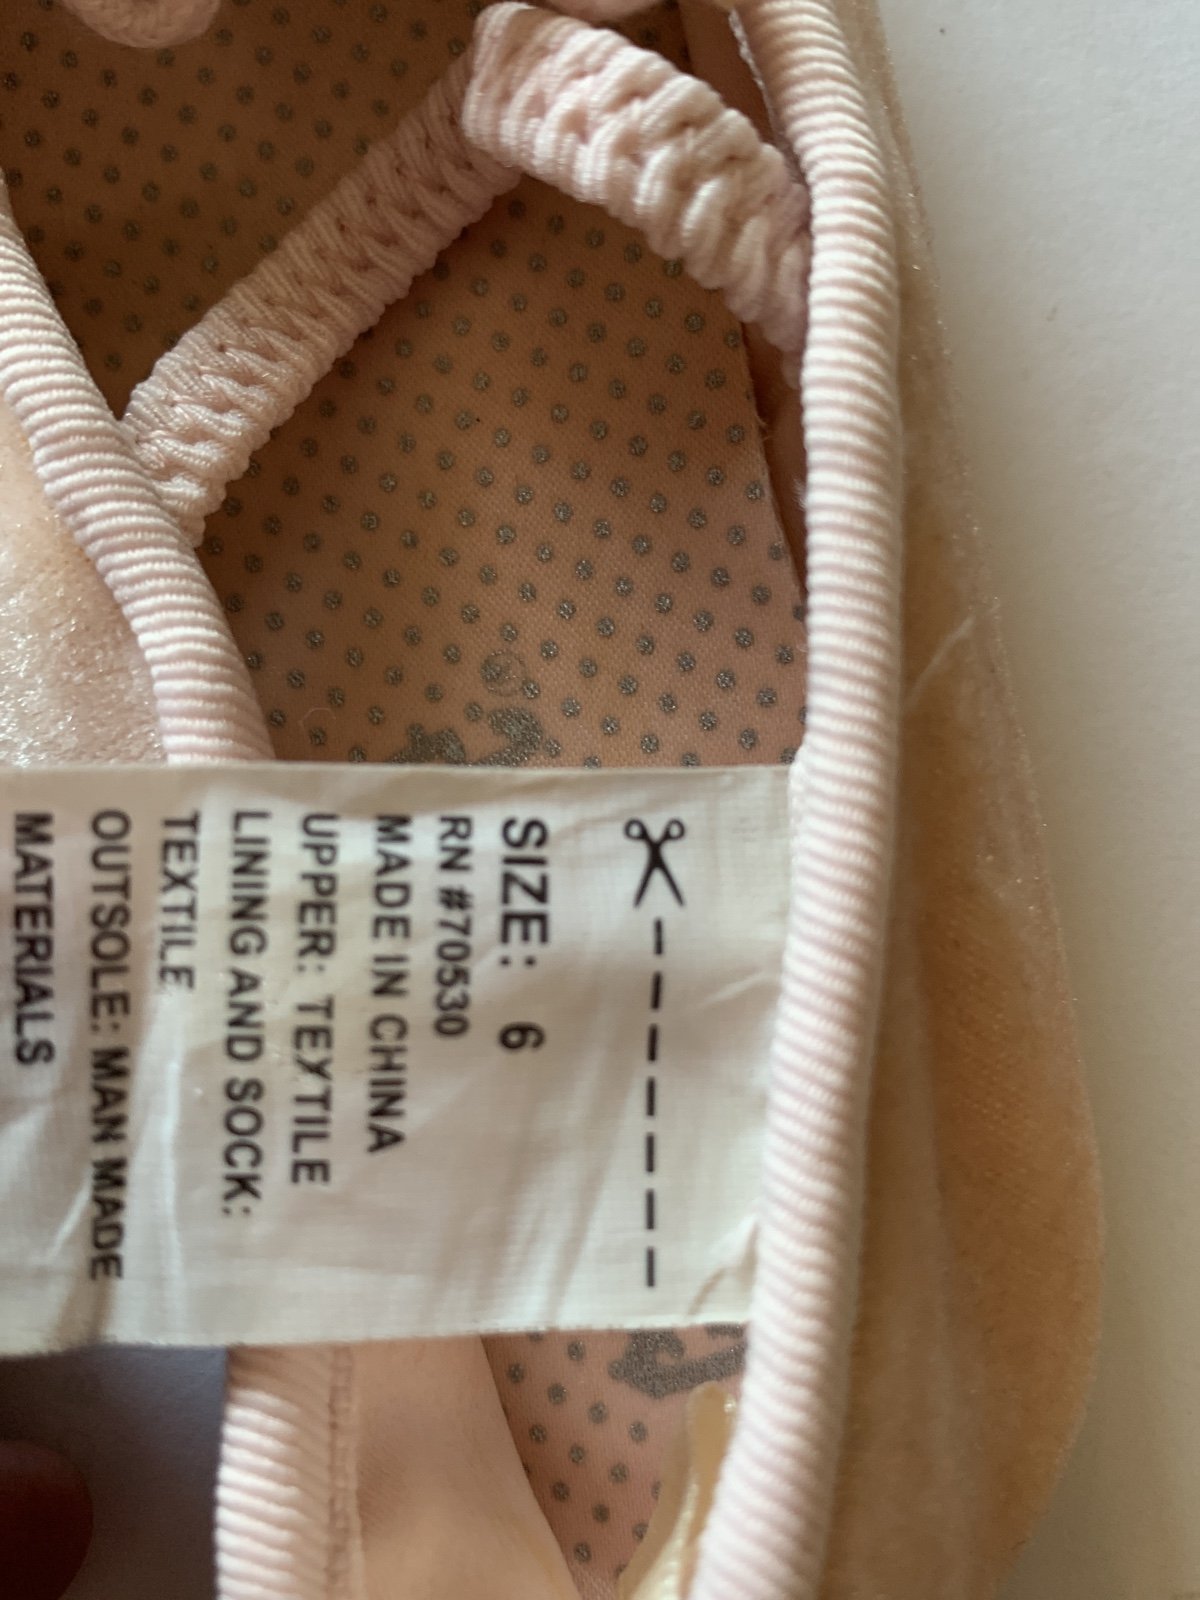 SIZE: 6
RN #70530
MADE IN CHINA
UPPER: TEXTILE
LINING AND SOCK:
TEXTILE
OUTSOLE: MAN MADE
MATERIALS